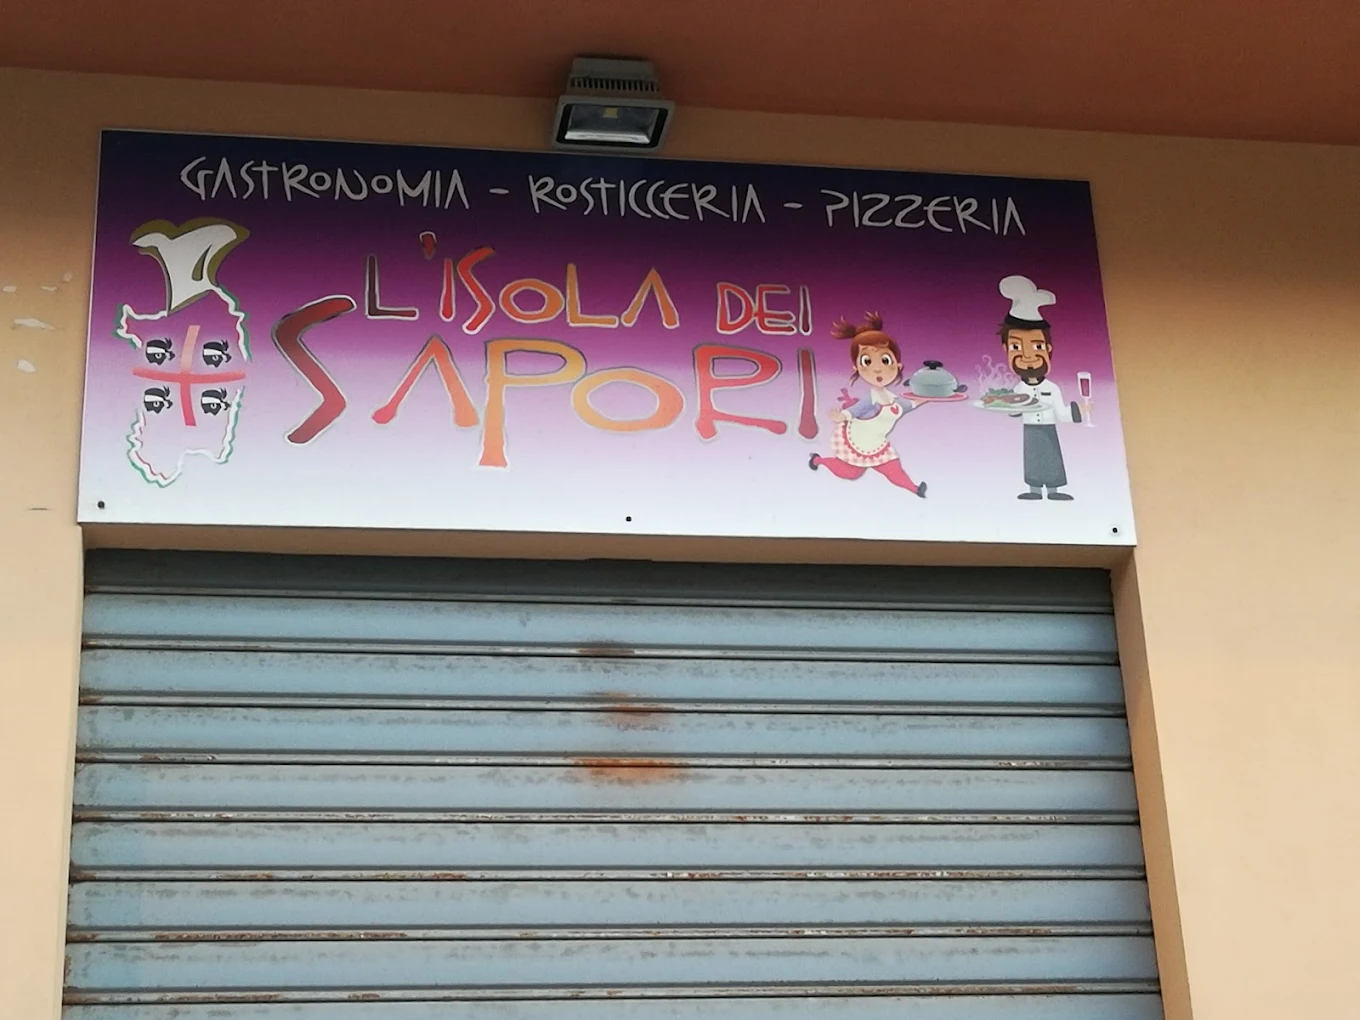 GASTRONOMIA - ROSTICCERIA - PIZZERIA
L'ISOLA DEI
SAPORI